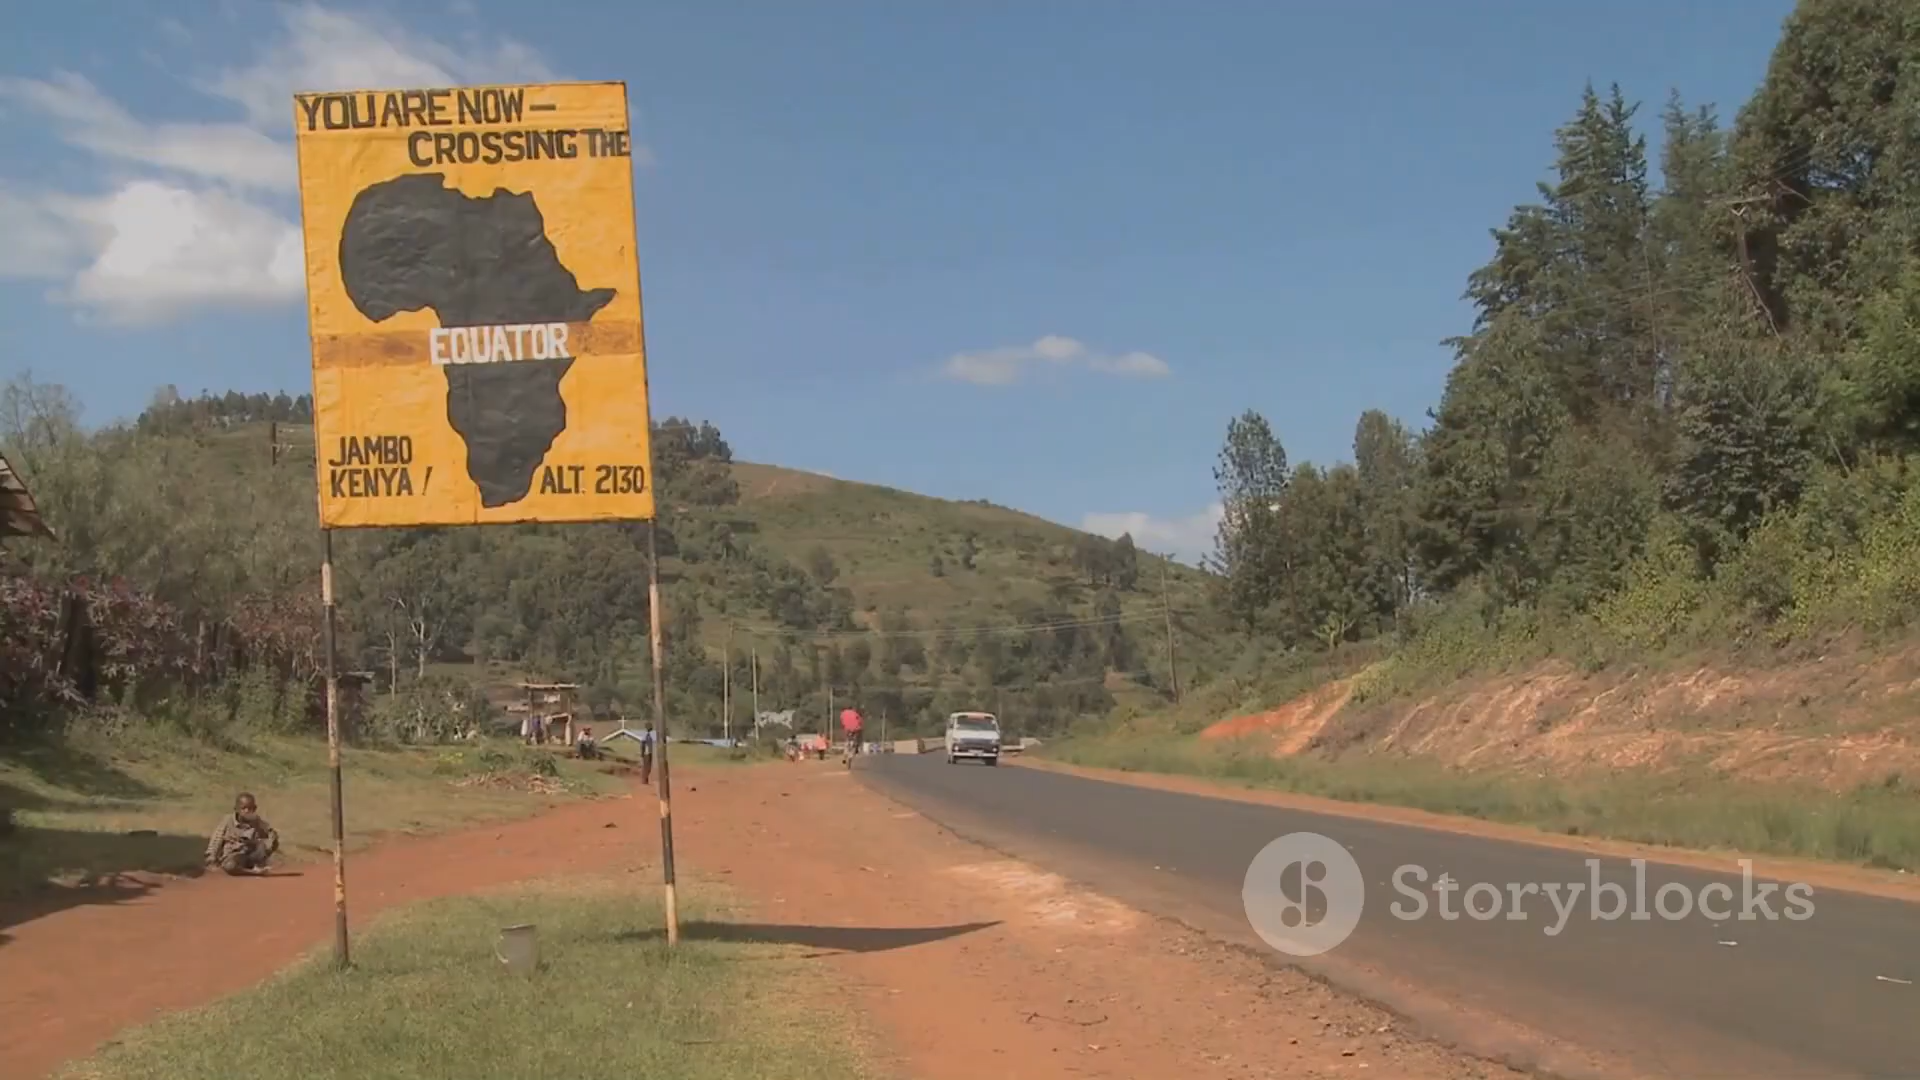 YOU ARE NOW —
CROSSING THE
EQUATOR
JAMBO
KENYA !
ALT. 2130
Storyblocks